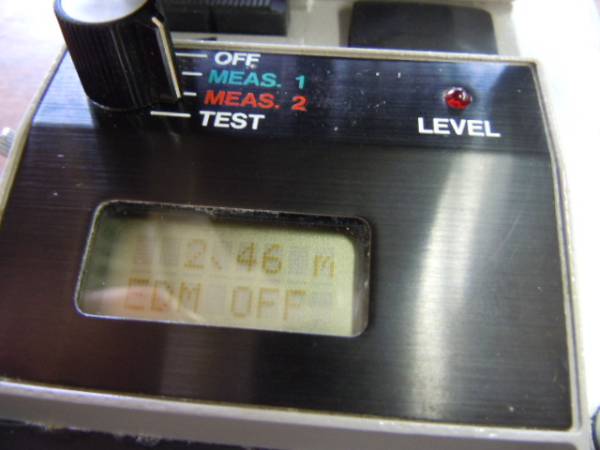 OFF
MEAS. 1
MEAS. 2
TEST
LEVEL
2.46 m
EDM OFF